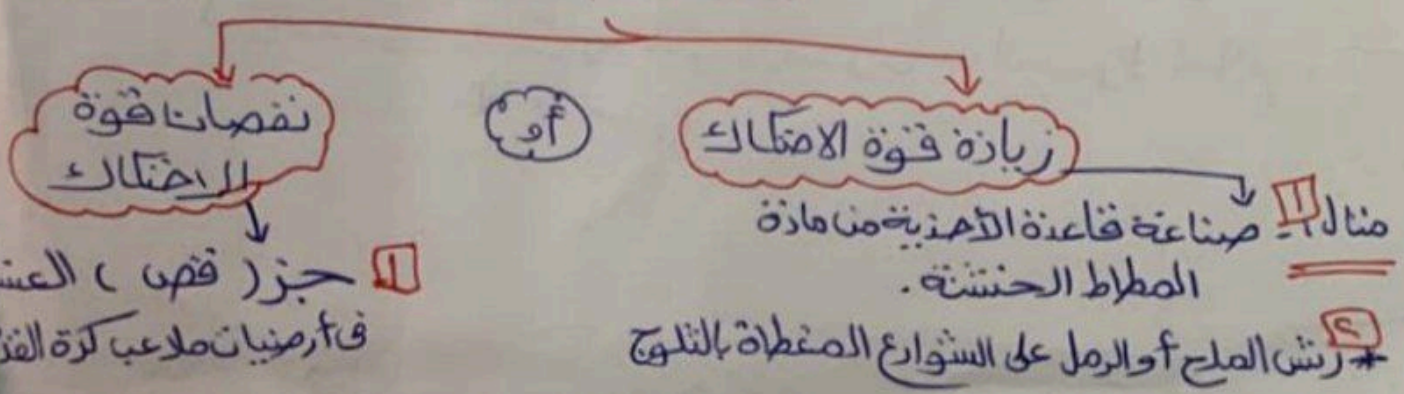 زيادة قوة الاحتكاك
أو
نقصان قوة
الاحتكاك
مثال 1- صناعة قاعدة الأحذية من مادة
المطاط الخشنة.
2 * رش الملح أو الرمل على الشوارع المغطاة بالثلوج
1 جز ( قص ) العش
فى أرضيات ملاعب كرة القد